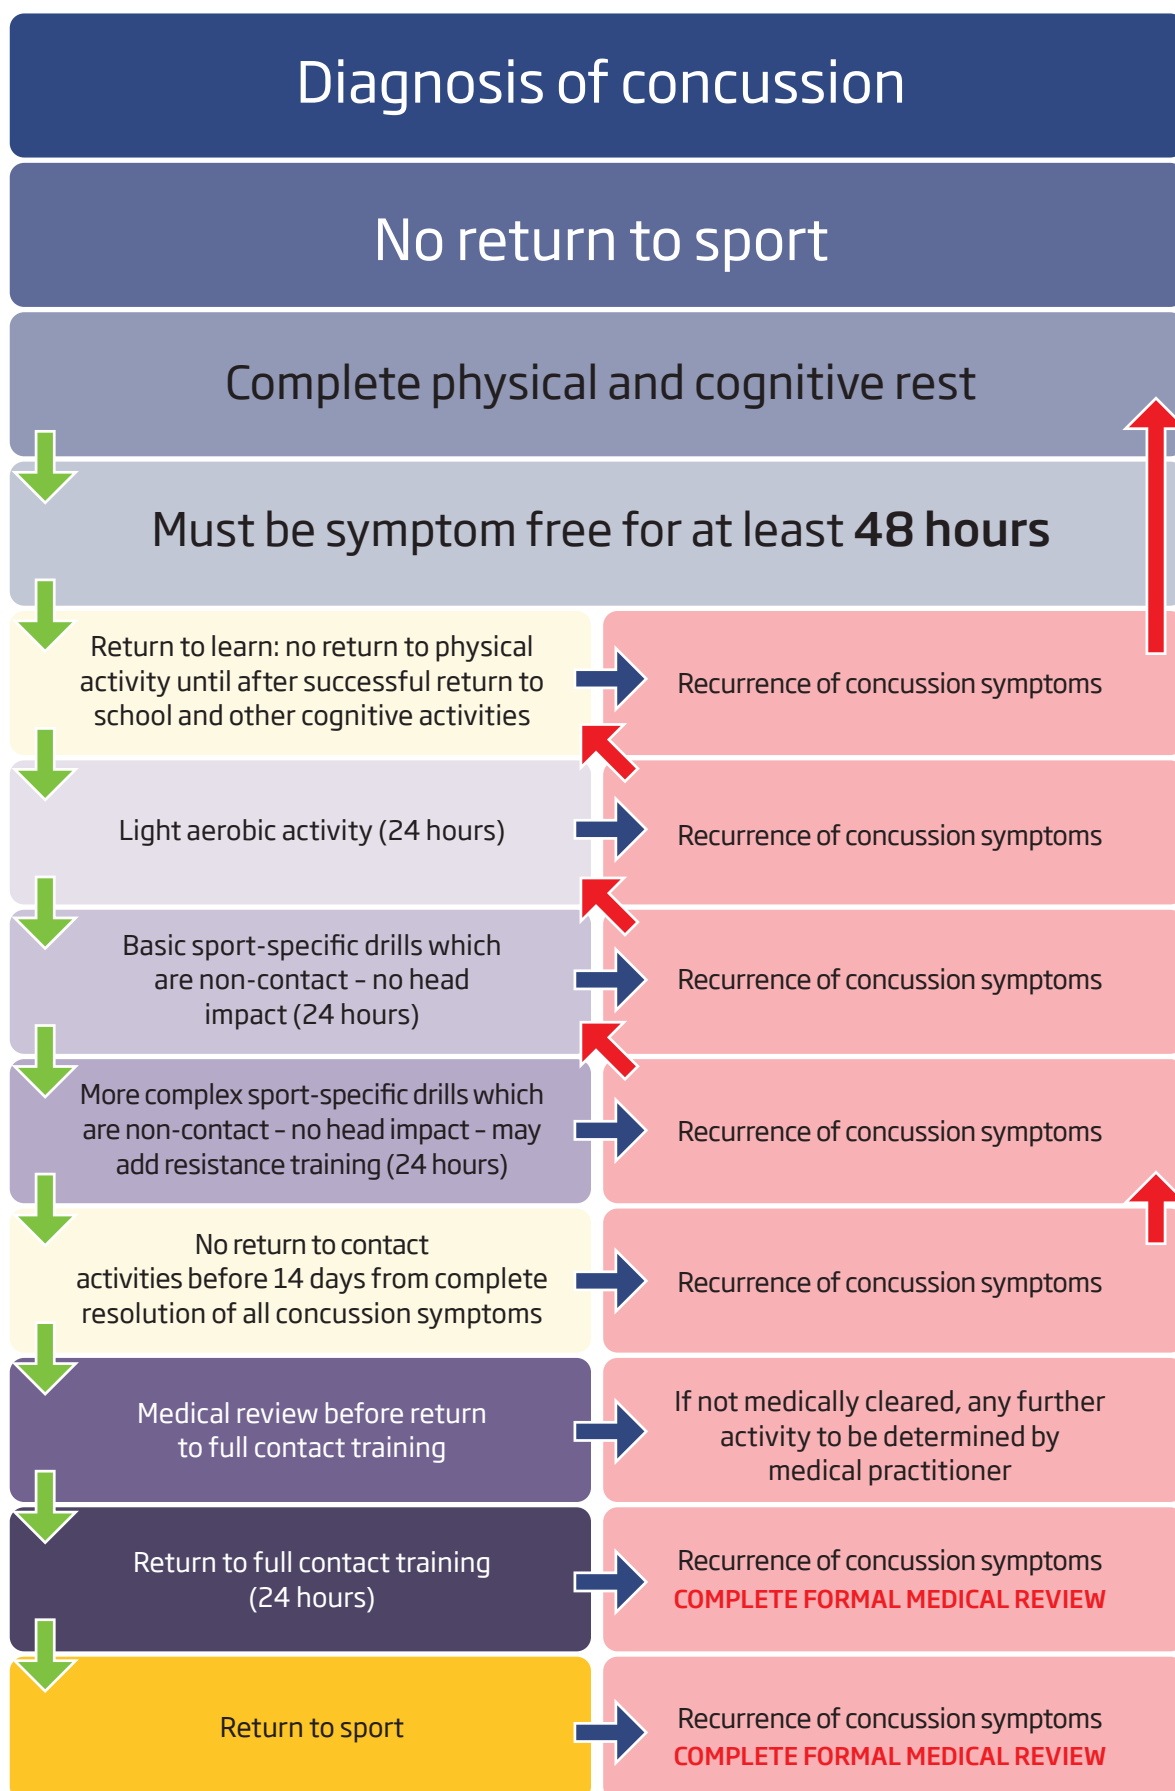 Diagnosis of concussion
No return to sport
Complete physical and cognitive rest
Must be symptom free for at least 48 hours
Return to learn: no return to physical
activity until after successful return to
school and other cognitive activities
Recurrence of concussion symptoms
Light aerobic activity (24 hours)
Recurrence of concussion symptoms
Basic sport-specific drills which
are non-contact – no head
impact (24 hours)
Recurrence of concussion symptoms
More complex sport-specific drills which
are non-contact – no head impact – may
add resistance training (24 hours)
Recurrence of concussion symptoms
No return to contact
activities before 14 days from complete
resolution of all concussion symptoms
Recurrence of concussion symptoms
Medical review before return
to full contact training
If not medically cleared, any further
activity to be determined by
medical practitioner
Return to full contact training
(24 hours)
Recurrence of concussion symptoms
COMPLETE FORMAL MEDICAL REVIEW
Return to sport
Recurrence of concussion symptoms
COMPLETE FORMAL MEDICAL REVIEW